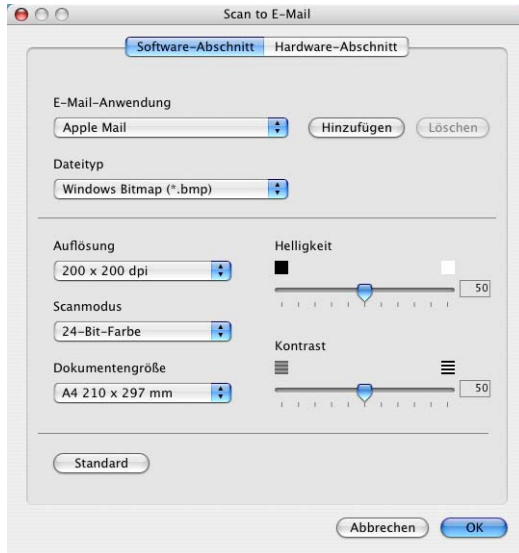 Scan to E-Mail
Software-Abschnitt Hardware-Abschnitt
E-Mail-Anwendung
Apple Mail Hinzufügen Löschen
Dateityp
Windows Bitmap (*.bmp)
Auflösung
200 x 200 dpi
Scanmodus
24-Bit-Farbe
Dokumentengröße
A4 210 x 297 mm
Helligkeit
50
Kontrast
50
Standard
Abbrechen OK